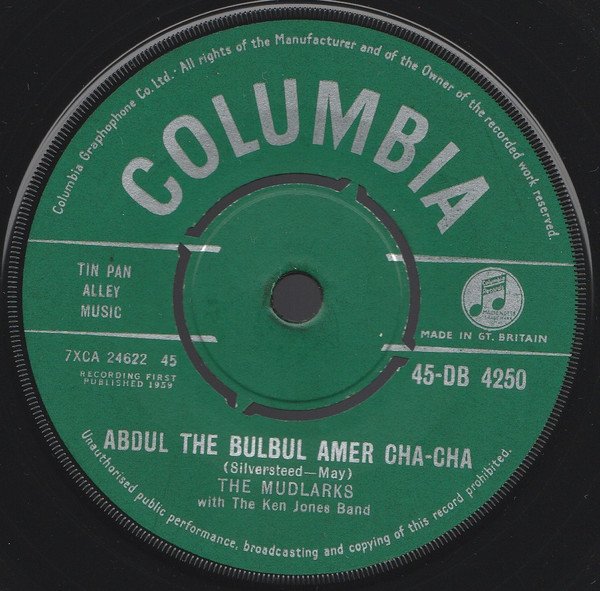 Columbia Graphophone Co. Ltd. · All rights of the Manufacturer and of the Owner of the recorded work reserved.
COLUMBIA
TIN PAN
ALLEY
MUSIC
MADE IN GT. BRITAIN
7XCA 24622 45
RECORDING FIRST
PUBLISHED 1959
45-DB 4250
ABDUL THE BULBUL AMER CHA-CHA
(Silversteed—May)
THE MUDLARKS
with The Ken Jones Band
Unauthorised public performance, broadcasting and copying of this record prohibited.